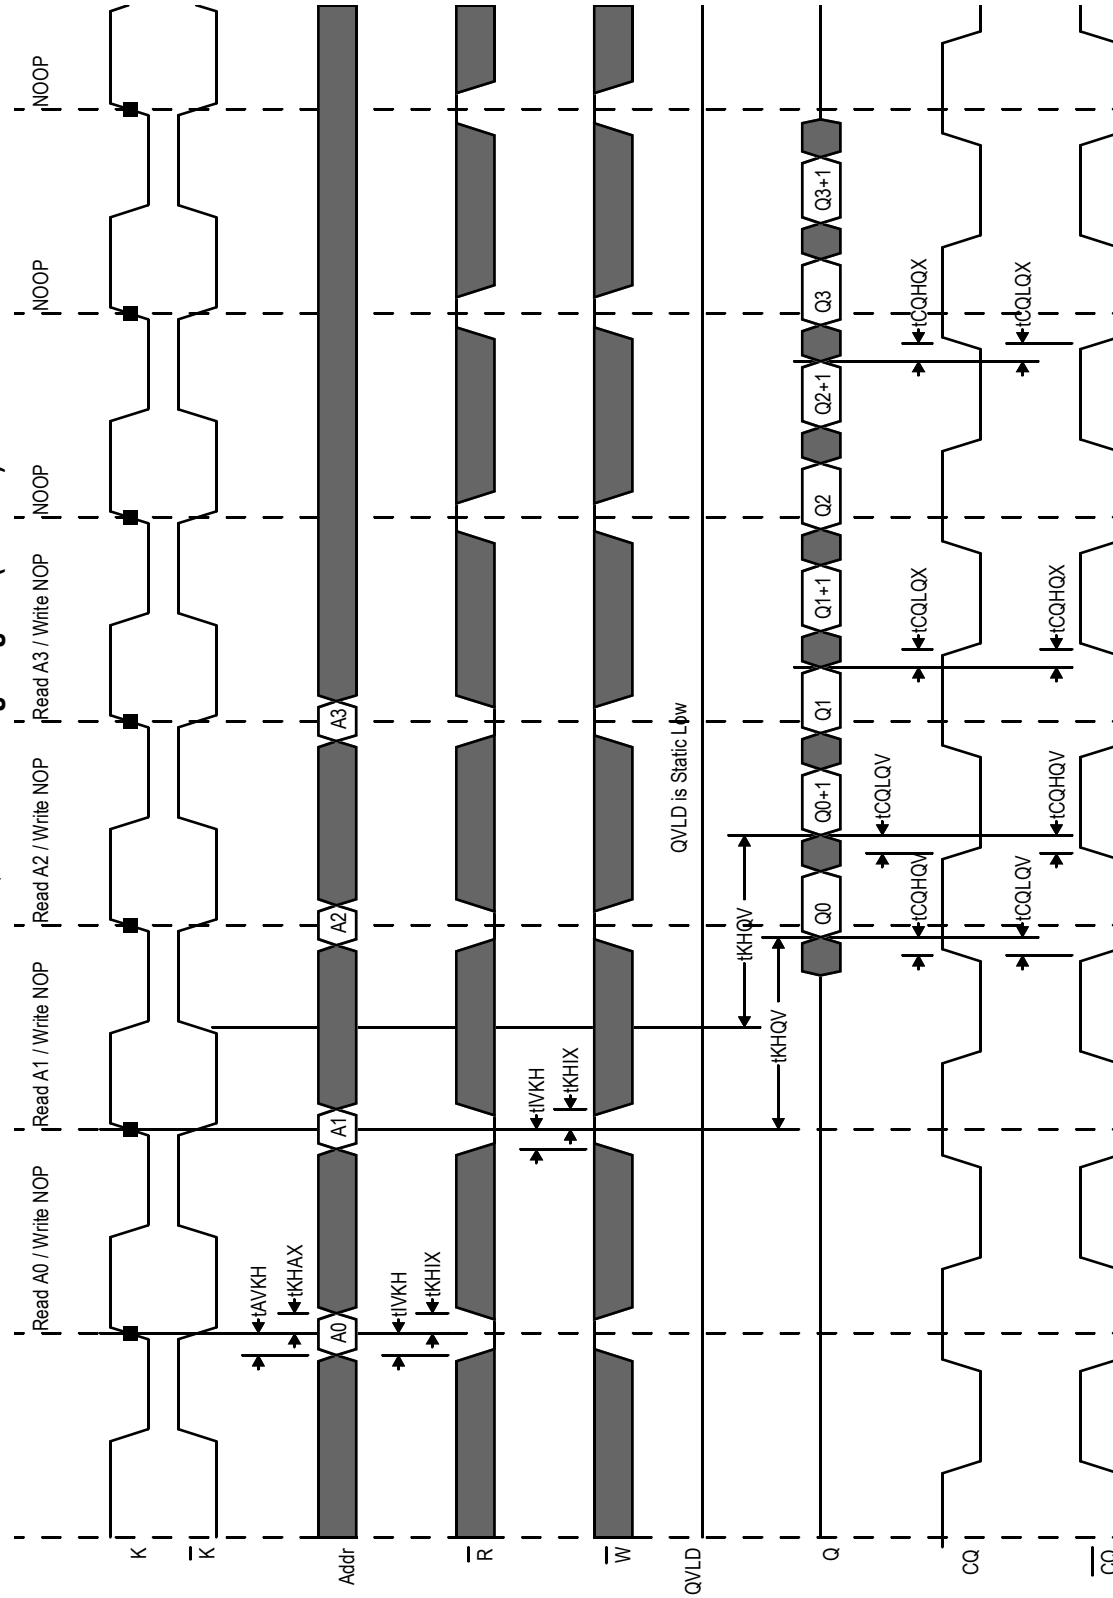 Read A0 / Write NOP
Read A1 / Write NOP
Read A2 / Write NOP
Read A3 / Write NOP
NOOP
NOOP
NOOP
K
K
tAVKH
tKHAX
Addr
A0
A1
A2
A3
tIVKH
tKHIX
R
tIVKH
tKHIX
W
QVLD is Static Low
QVLD
tKHQV
tKHQV
Q
Q0
Q0+1
Q1
Q1+1
Q2
Q2+1
Q3
Q3+1
tCQLQV
tCQHQV
tCQLQX
tCQHQX
CQ
tCQLQV
tCQLQX
tCQHQV
tCQHQX
CQ